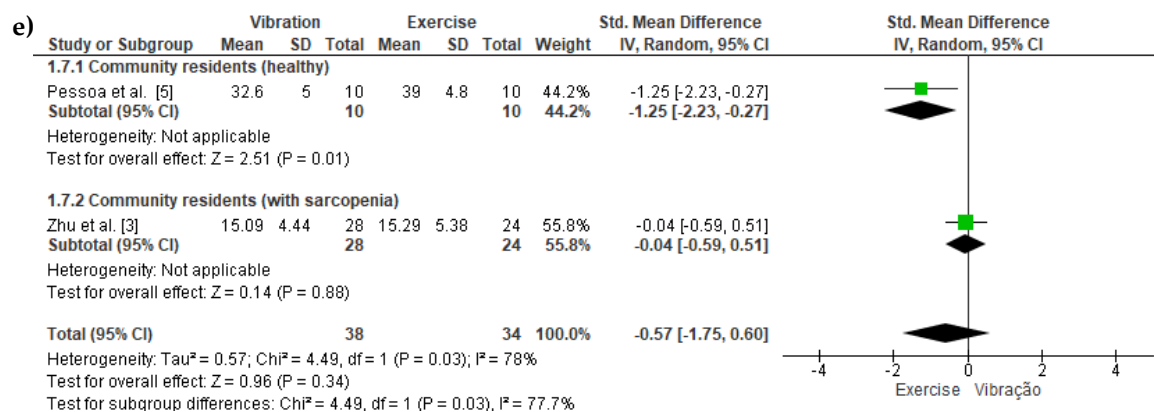 e)
Vibration Exercise Std. Mean Difference Std. Mean Difference
Study or Subgroup Mean SD Total Mean SD Total Weight IV, Random, 95% CI IV, Random, 95% CI
1.7.1 Community residents (healthy)
Pessoa et al. [5] 32.6 5 10 39 4.8 10 44.2% -1.25 [-2.23, -0.27]
Subtotal (95% CI) 10 10 44.2% -1.25 [-2.23, -0.27]
Heterogeneity: Not applicable
Test for overall effect: Z = 2.51 (P = 0.01)
1.7.2 Community residents (with sarcopenia)
Zhu et al. [3] 15.09 4.44 28 15.29 5.38 24 55.8% -0.04 [-0.59, 0.51]
Subtotal (95% CI) 28 24 55.8% -0.04 [-0.59, 0.51]
Heterogeneity: Not applicable
Test for overall effect: Z = 0.14 (P = 0.88)
Total (95% CI) 38 34 100.0% -0.57 [-1.75, 0.60]
Heterogeneity: Tau² = 0.57; Chi² = 4.49, df = 1 (P = 0.03); I² = 78%
Test for overall effect: Z = 0.96 (P = 0.34)
Test for subgroup differences: Chi² = 4.49, df = 1 (P = 0.03), I² = 77.7%
-4 -2 0 2 4
Exercise Vibração